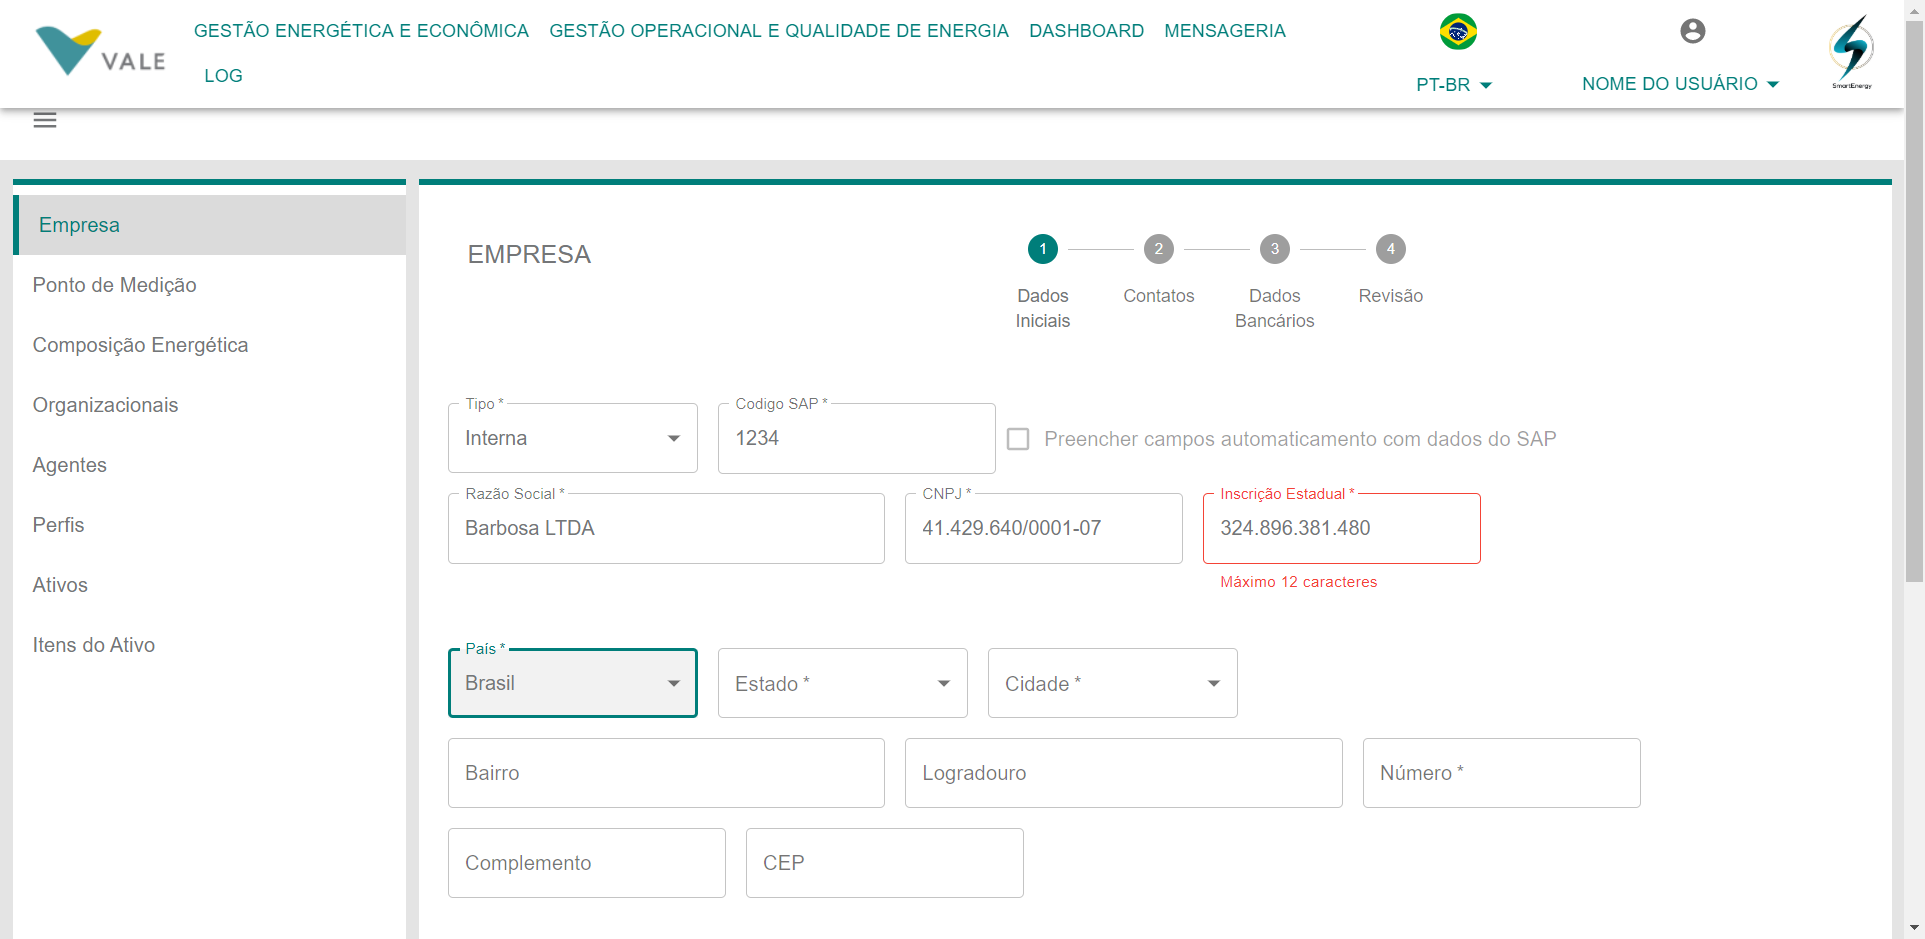 VALE
GESTÃO ENERGÉTICA E ECONÔMICA GESTÃO OPERACIONAL E QUALIDADE DE ENERGIA DASHBOARD MENSAGERIA
LOG
PT-BR
NOME DO USUÁRIO
SmartEnergy
Empresa
Ponto de Medição
Composição Energética
Organizacionais
Agentes
Perfis
Ativos
Itens do Ativo
EMPRESA
1 2 3 4
Dados Iniciais
Contatos
Dados Bancários
Revisão
Tipo *
Interna
Codigo SAP *
1234
Preencher campos automaticamento com dados do SAP
Razão Social *
Barbosa LTDA
CNPJ *
41.429.640/0001-07
Inscrição Estadual *
324.896.381.480
Máximo 12 caracteres
País *
Brasil
Estado *
Cidade *
Bairro
Logradouro
Número *
Complemento
CEP